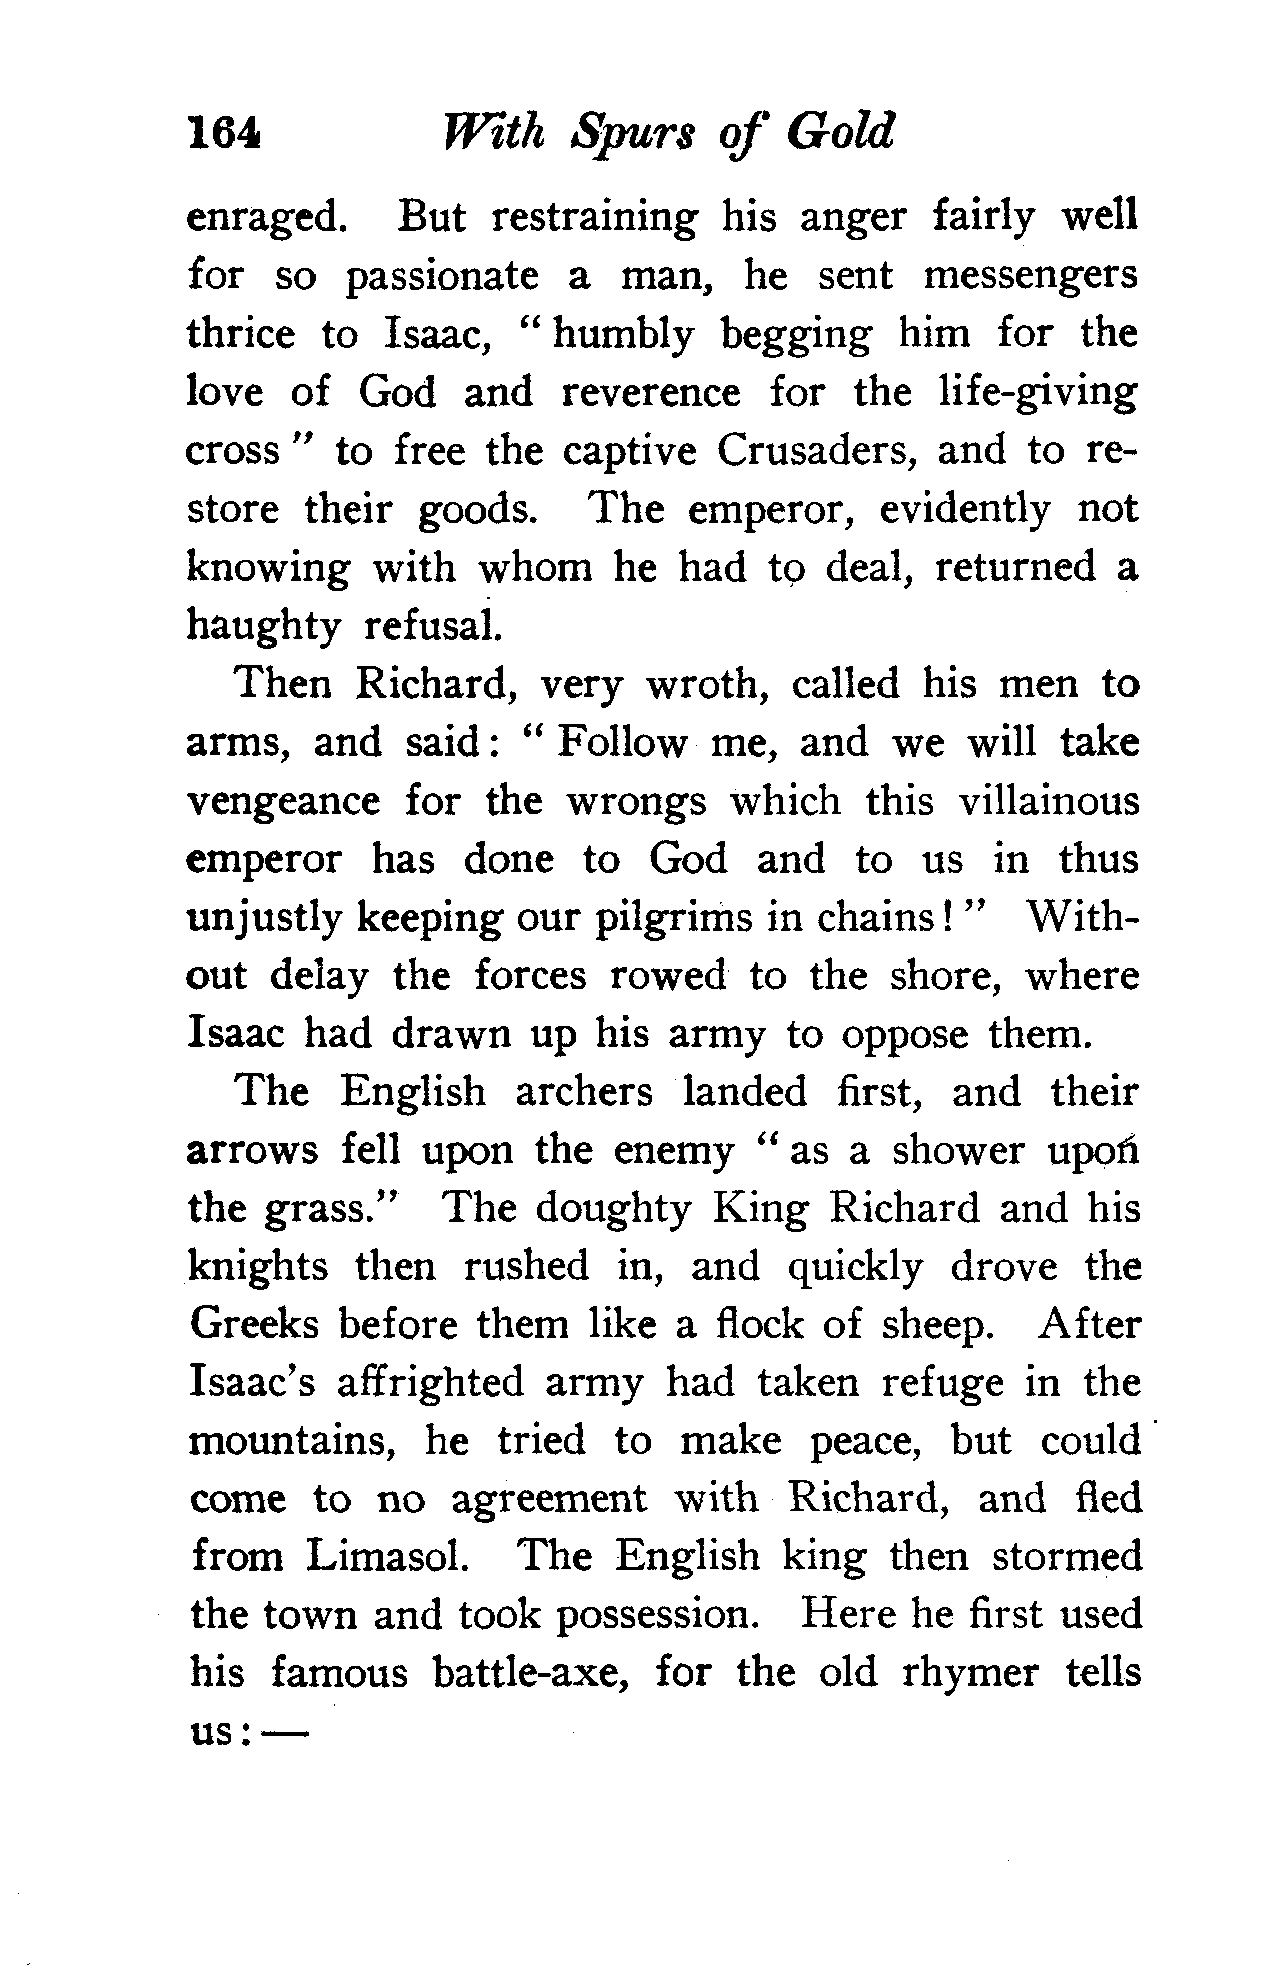 164 With Spurs of Gold
enraged. But restraining his anger fairly well
for so passionate a man, he sent messengers
thrice to Isaac, " humbly begging him for the
love of God and reverence for the life-giving
cross " to free the captive Crusaders, and to re-
store their goods. The emperor, evidently not
knowing with whom he had to deal, returned a
haughty refusal.
Then Richard, very wroth, called his men to
arms, and said : " Follow me, and we will take
vengeance for the wrongs which this villainous
emperor has done to God and to us in thus
unjustly keeping our pilgrims in chains ! " With-
out delay the forces rowed to the shore, where
Isaac had drawn up his army to oppose them.
The English archers landed first, and their
arrows fell upon the enemy " as a shower upon
the grass." The doughty King Richard and his
knights then rushed in, and quickly drove the
Greeks before them like a flock of sheep. After
Isaac's affrighted army had taken refuge in the
mountains, he tried to make peace, but could
come to no agreement with Richard, and fled
from Limasol. The English king then stormed
the town and took possession. Here he first used
his famous battle-axe, for the old rhymer tells
us : —